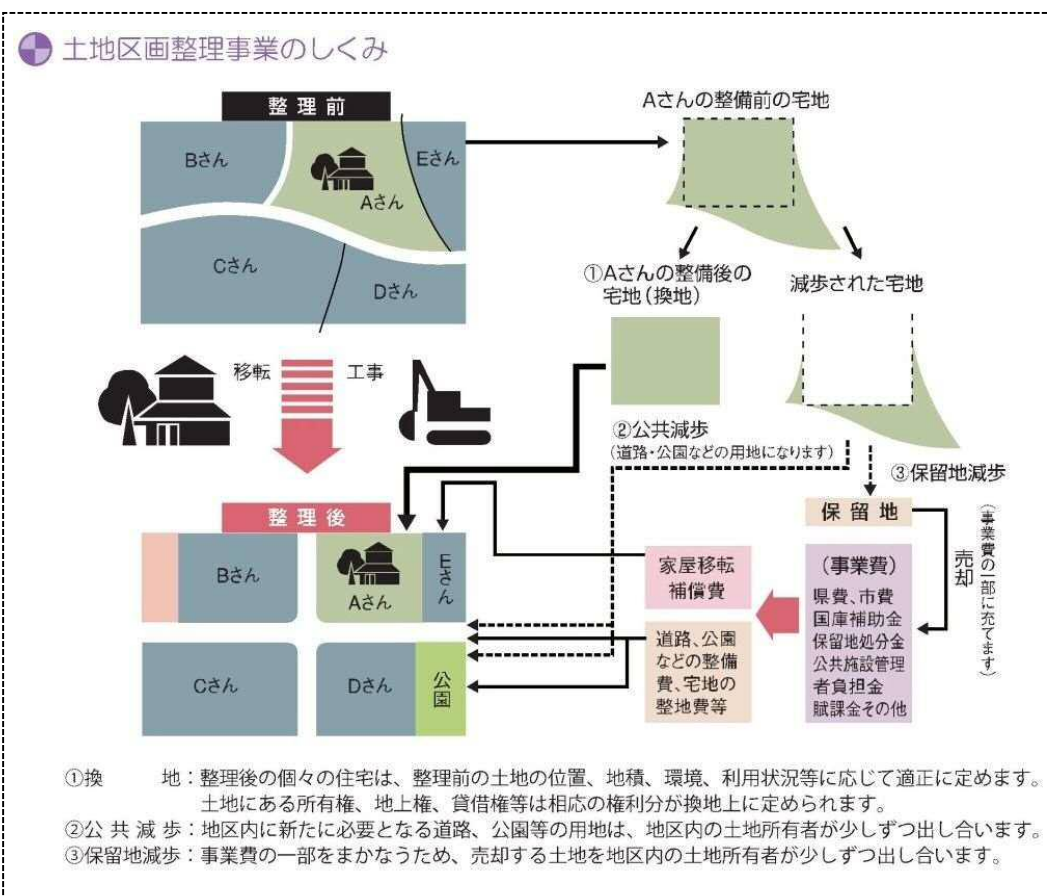 土地区画整理事業のしくみ
整理前
Bさん
Aさん
Eさん
Cさん
Dさん
Aさんの整備前の宅地
①Aさんの整備後の
宅地(換地)
減歩された宅地
移転
工事
②公共減歩
(道路・公園などの用地になります)
③保留地減歩
整理後
Bさん
Aさん
Eさん
Cさん
Dさん
公園
保留地
売却
(事業費の一部に充てます)
家屋移転
補償費
道路、公園
などの整備
費、宅地の
整地費等
(事業費)
県費、市費
国庫補助金
保留地処分金
公共施設管理
者負担金
賦課金その他
①換　　地：整理後の個々の住宅は、整理前の土地の位置、地積、環境、利用状況等に応じて適正に定めます。
土地にある所有権、地上権、貸借権等は相応の権利分が換地上に定められます。
②公共減歩：地区内に新たに必要となる道路、公園等の用地は、地区内の土地所有者が少しずつ出し合います。
③保留地減歩：事業費の一部をまかなうため、売却する土地を地区内の土地所有者が少しずつ出し合います。